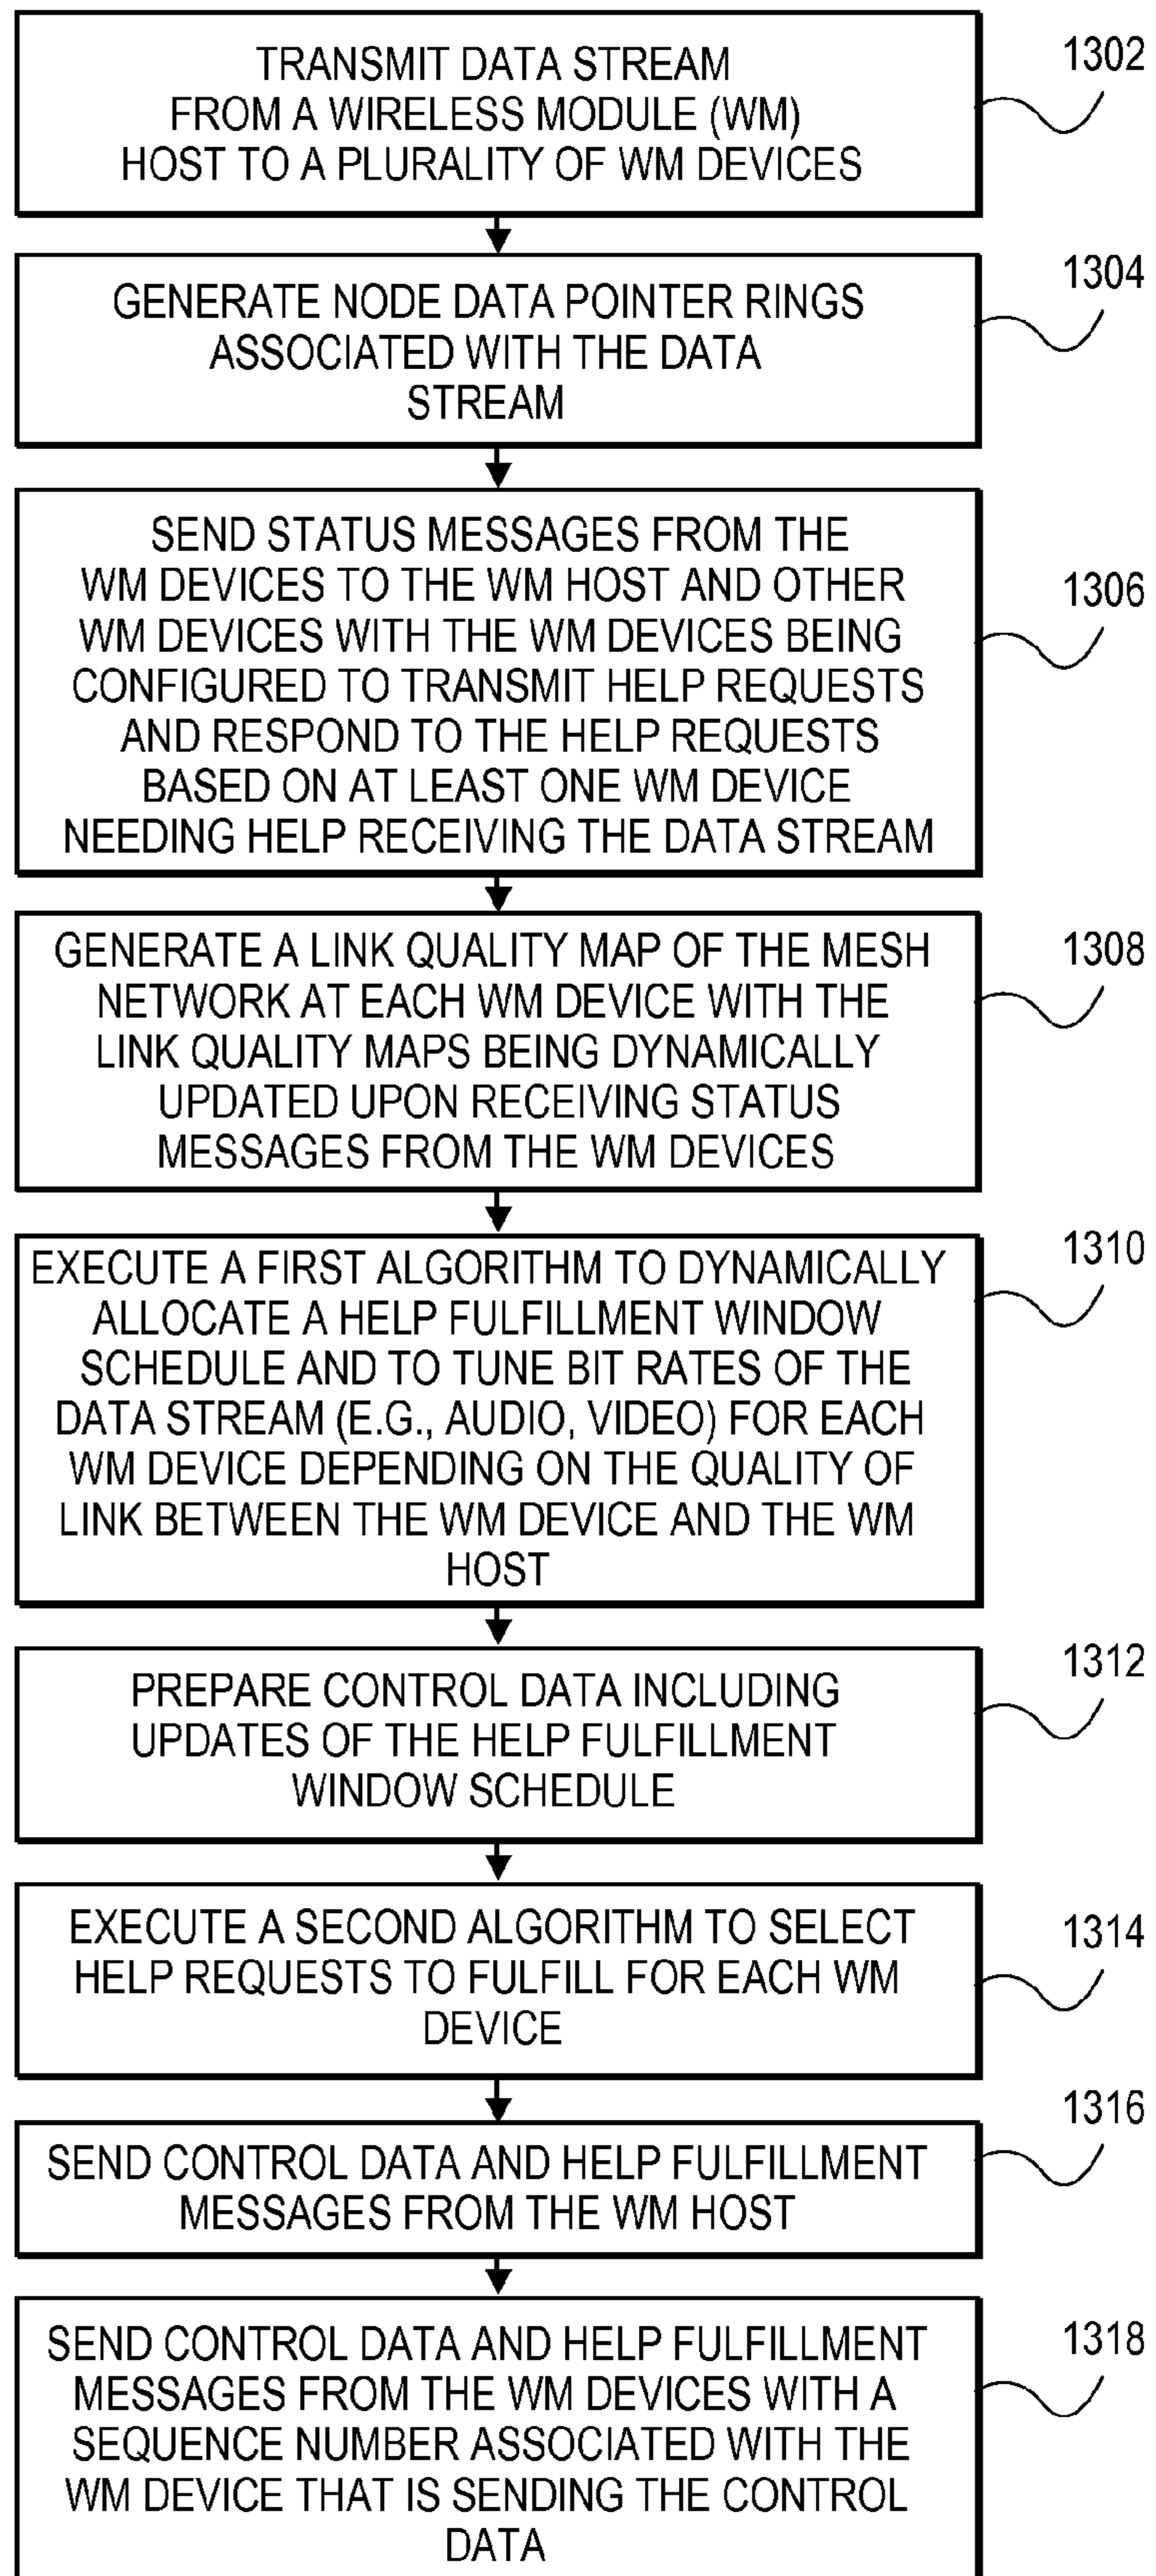 TRANSMIT DATA STREAM
FROM A WIRELESS MODULE (WM)
HOST TO A PLURALITY OF WM DEVICES
1302
GENERATE NODE DATA POINTER RINGS
ASSOCIATED WITH THE DATA
STREAM
1304
SEND STATUS MESSAGES FROM THE
WM DEVICES TO THE WM HOST AND OTHER
WM DEVICES WITH THE WM DEVICES BEING
CONFIGURED TO TRANSMIT HELP REQUESTS
AND RESPOND TO THE HELP REQUESTS
BASED ON AT LEAST ONE WM DEVICE
NEEDING HELP RECEIVING THE DATA STREAM
1306
GENERATE A LINK QUALITY MAP OF THE MESH
NETWORK AT EACH WM DEVICE WITH THE
LINK QUALITY MAPS BEING DYNAMICALLY
UPDATED UPON RECEIVING STATUS
MESSAGES FROM THE WM DEVICES
1308
EXECUTE A FIRST ALGORITHM TO DYNAMICALLY
ALLOCATE A HELP FULFILLMENT WINDOW
SCHEDULE AND TO TUNE BIT RATES OF THE
DATA STREAM (E.G., AUDIO, VIDEO) FOR EACH
WM DEVICE DEPENDING ON THE QUALITY OF
LINK BETWEEN THE WM DEVICE AND THE WM
HOST
1310
PREPARE CONTROL DATA INCLUDING
UPDATES OF THE HELP FULFILLMENT
WINDOW SCHEDULE
1312
EXECUTE A SECOND ALGORITHM TO SELECT
HELP REQUESTS TO FULFILL FOR EACH WM
DEVICE
1314
SEND CONTROL DATA AND HELP FULFILLMENT
MESSAGES FROM THE WM HOST
1316
SEND CONTROL DATA AND HELP FULFILLMENT
MESSAGES FROM THE WM DEVICES WITH A
SEQUENCE NUMBER ASSOCIATED WITH THE
WM DEVICE THAT IS SENDING THE CONTROL
DATA
1318